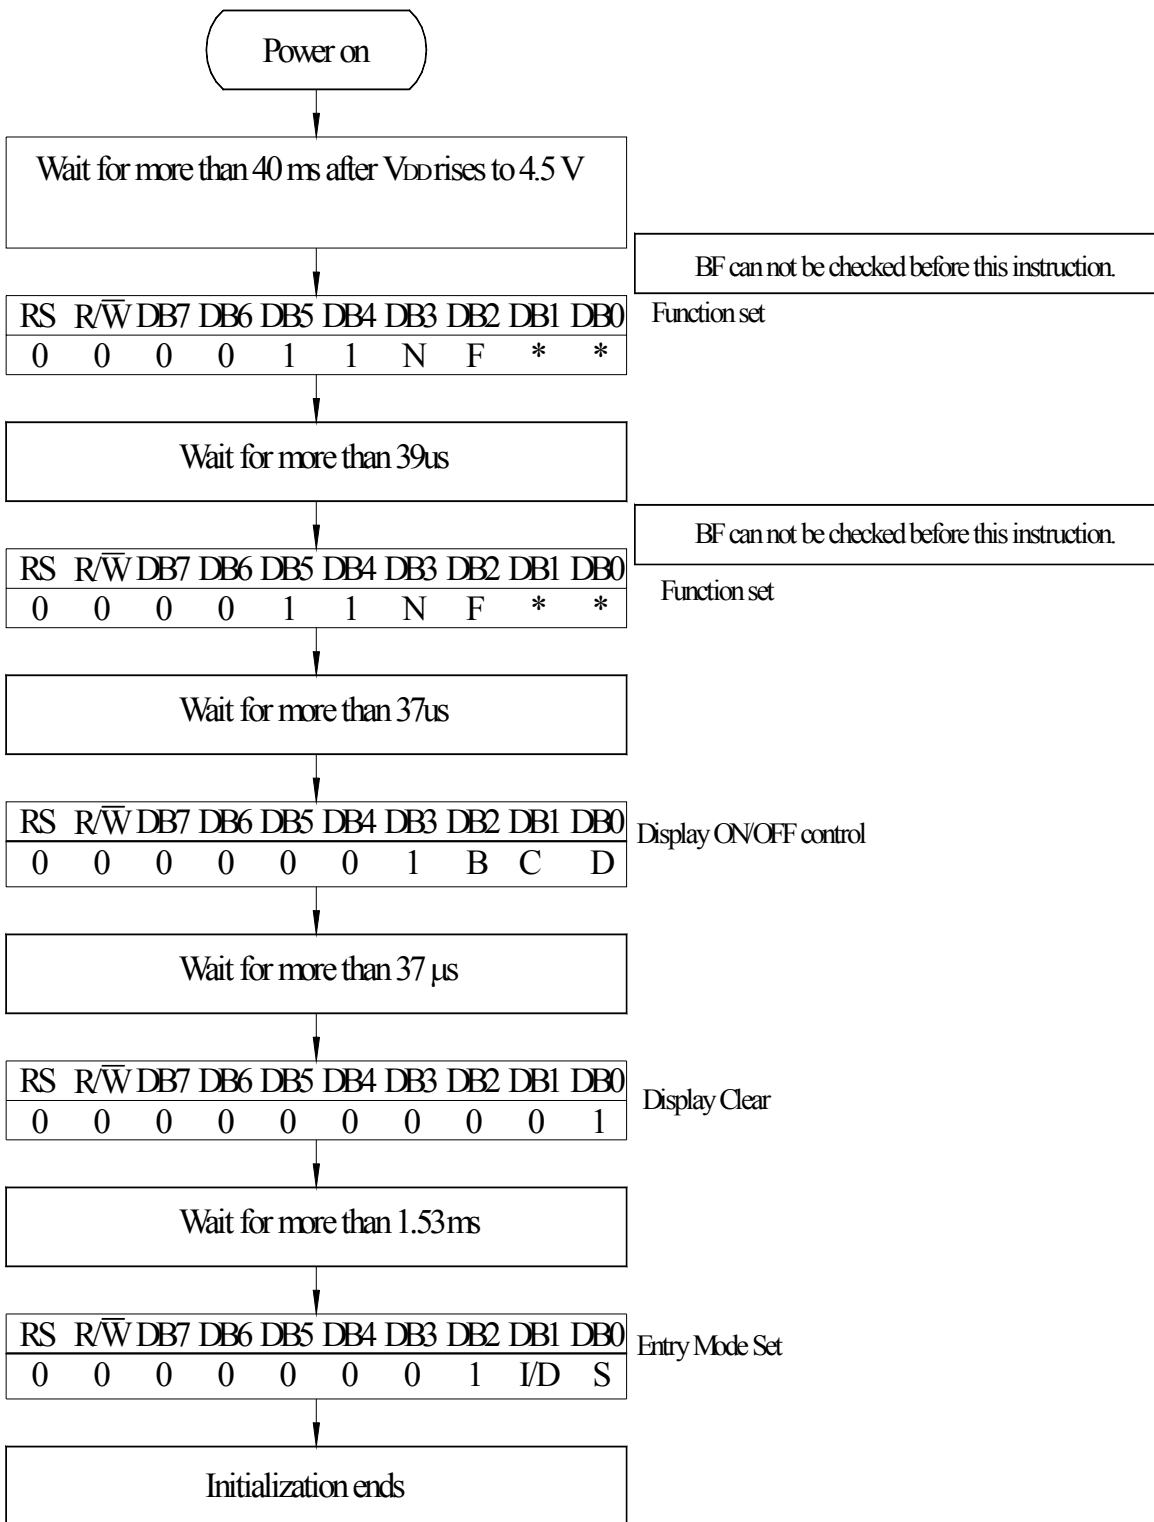 Power on
Wait for more than 40 ms after VDD rises to 4.5 V
BF can not be checked before this instruction.
RS R/W̅ DB7 DB6 DB5 DB4 DB3 DB2 DB1 DB0
Function set
0 0 0 0 1 1 N F * *
Wait for more than 39us
BF can not be checked before this instruction.
RS R/W̅ DB7 DB6 DB5 DB4 DB3 DB2 DB1 DB0
Function set
0 0 0 0 1 1 N F * *
Wait for more than 37us
RS R/W̅ DB7 DB6 DB5 DB4 DB3 DB2 DB1 DB0
Display ON/OFF control
0 0 0 0 0 0 1 B C D
Wait for more than 37 μs
RS R/W̅ DB7 DB6 DB5 DB4 DB3 DB2 DB1 DB0
Display Clear
0 0 0 0 0 0 0 0 0 1
Wait for more than 1.53ms
RS R/W̅ DB7 DB6 DB5 DB4 DB3 DB2 DB1 DB0
Entry Mode Set
0 0 0 0 0 0 0 1 I/D S
Initialization ends